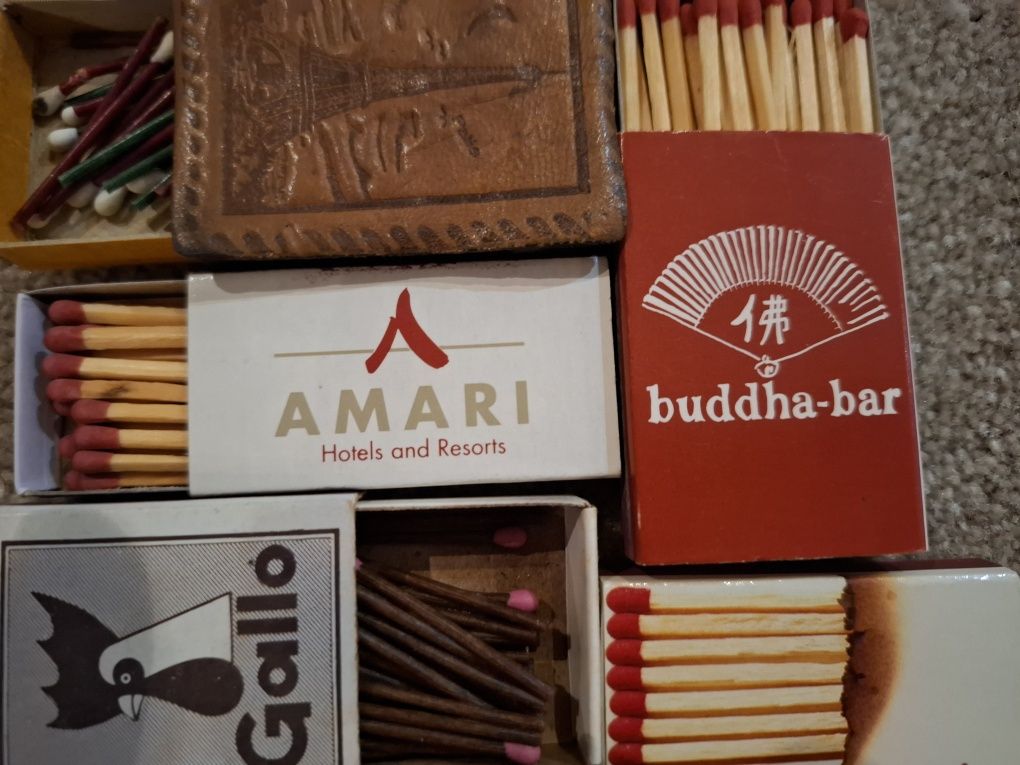 AMARI
Hotels and Resorts
佛
buddha-bar
Gallo